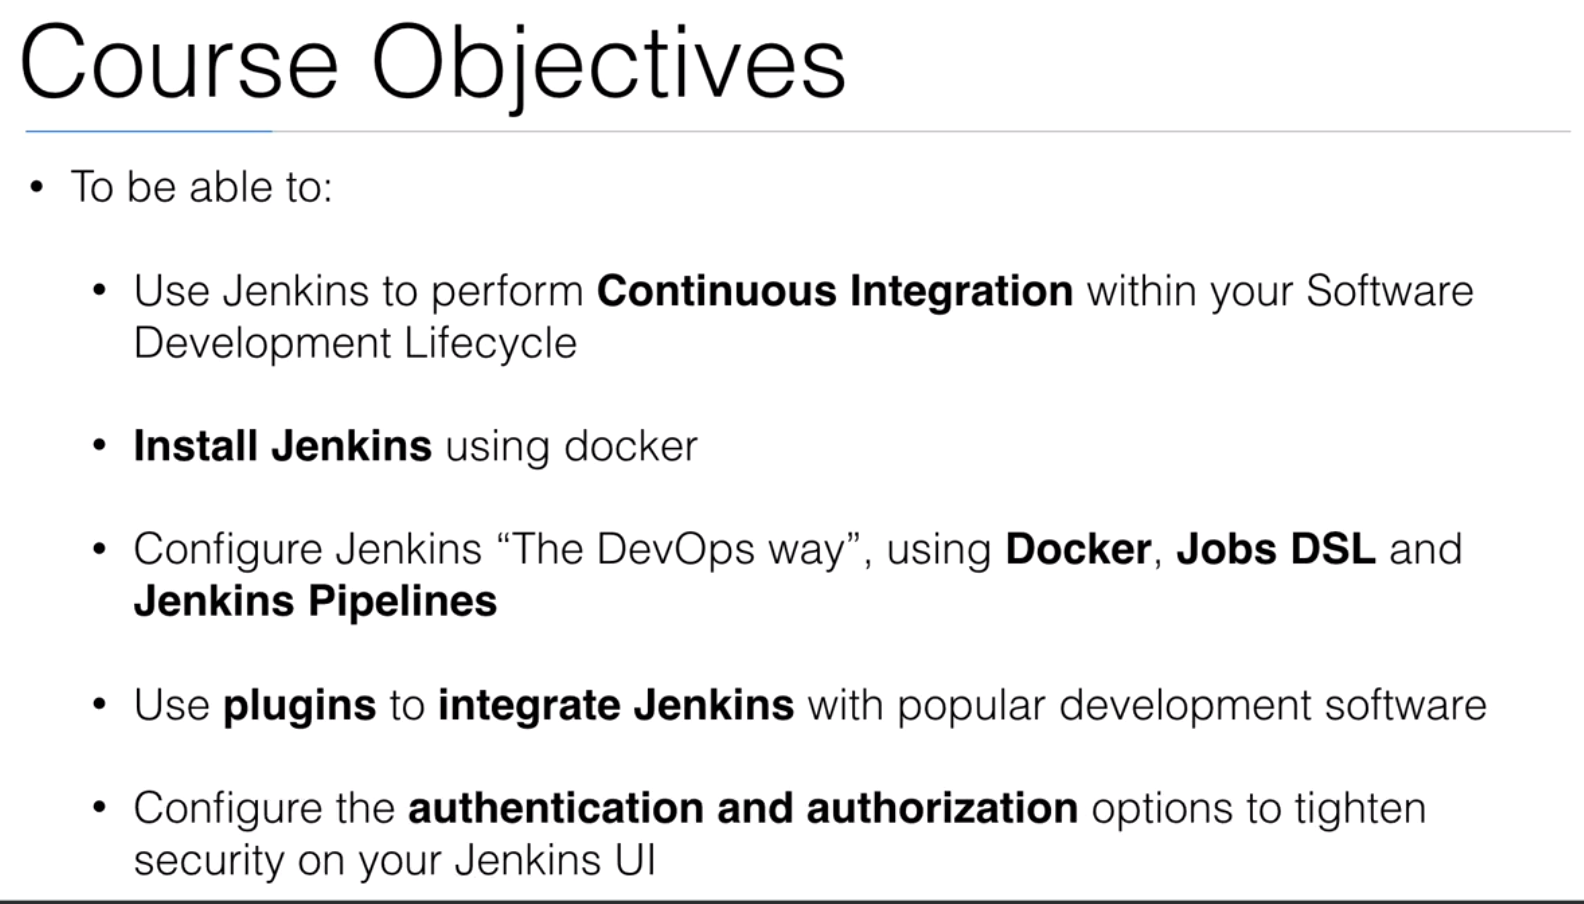 Course Objectives
• To be able to:
• Use Jenkins to perform Continuous Integration within your Software
Development Lifecycle
• Install Jenkins using docker
• Configure Jenkins “The DevOps way”, using Docker, Jobs DSL and
Jenkins Pipelines
• Use plugins to integrate Jenkins with popular development software
• Configure the authentication and authorization options to tighten
security on your Jenkins UI